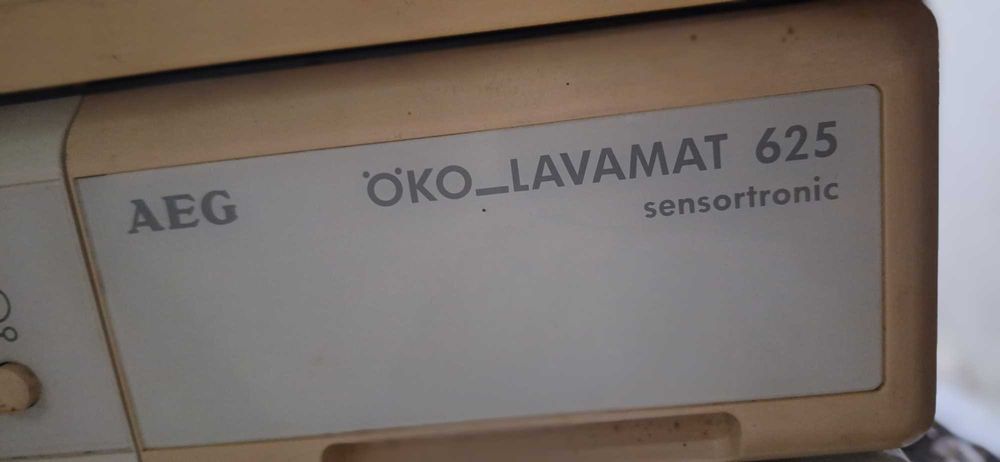 AEG
ÖKO_LAVAMAT 625
sensortronic